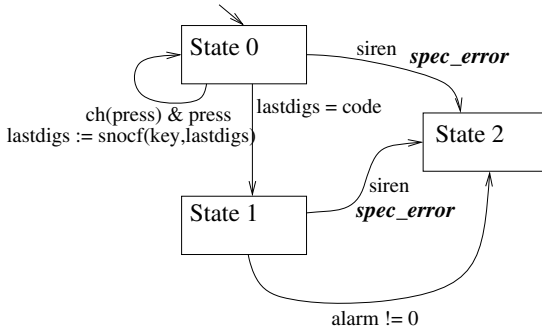 State 0
siren spec_error
ch(press) & press
lastdigs = code
lastdigs := snocf(key,lastdigs)
State 2
siren
State 1
spec_error
alarm != 0